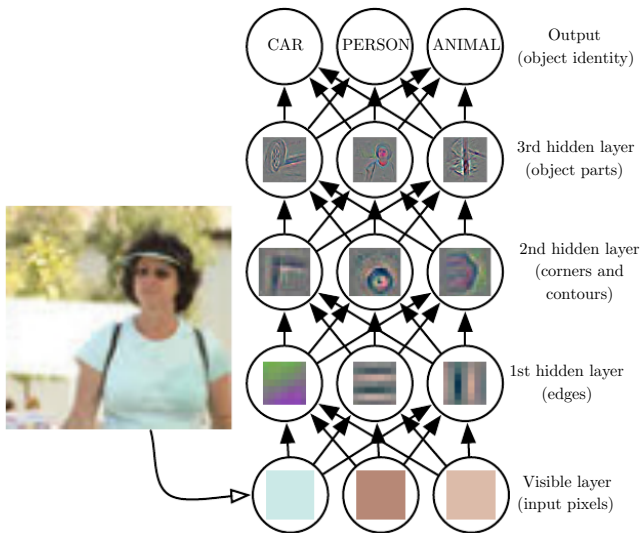 CAR
PERSON
ANIMAL
Output
(object identity)
3rd hidden layer
(object parts)
2nd hidden layer
(corners and
contours)
1st hidden layer
(edges)
Visible layer
(input pixels)